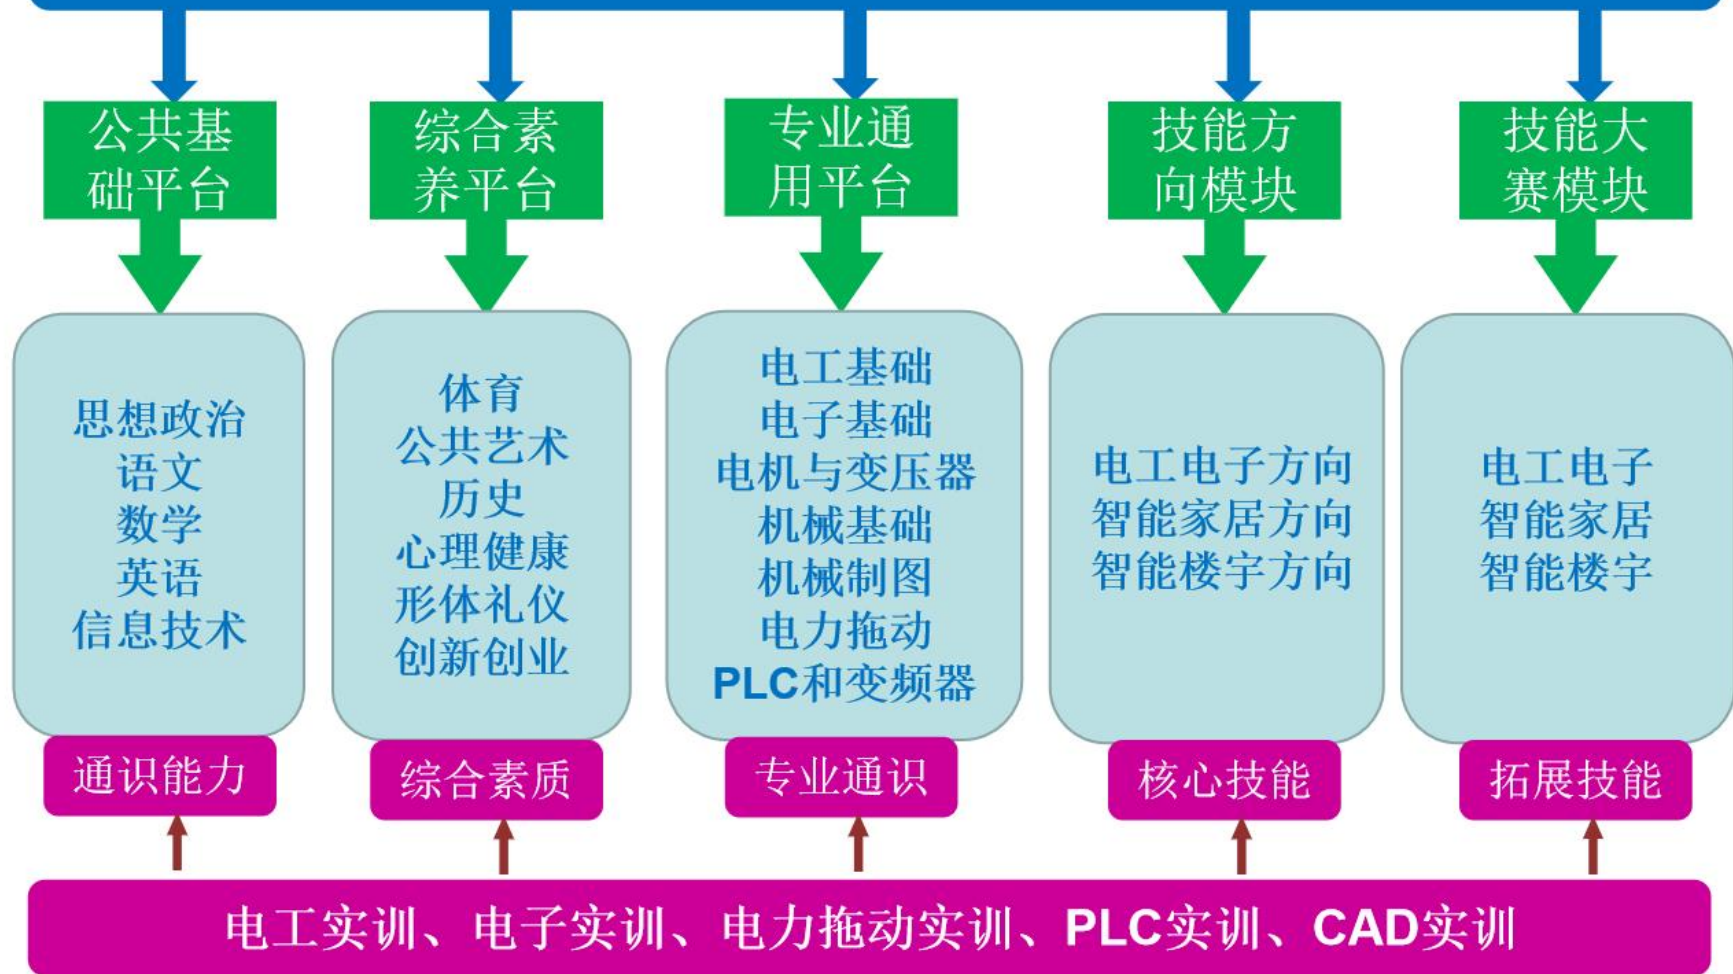 公共基
础平台
综合素
养平台
专业通
用平台
技能方
向模块
技能大
赛模块
思想政治
语文
数学
英语
信息技术
体育
公共艺术
历史
心理健康
形体礼仪
创新创业
电工基础
电子基础
电机与变压器
机械基础
机械制图
电力拖动
PLC和变频器
电工电子方向
智能家居方向
智能楼宇方向
电工电子
智能家居
智能楼宇
通识能力
综合素质
专业通识
核心技能
拓展技能
电工实训、电子实训、电力拖动实训、PLC实训、CAD实训